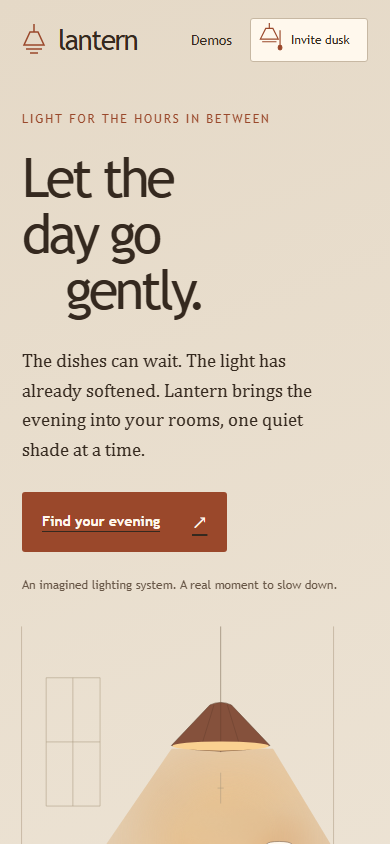 lantern
Demos
Invite dusk
LIGHT FOR THE HOURS IN BETWEEN
Let the
day go
gently.
The dishes can wait. The light has
already softened. Lantern brings the
evening into your rooms, one quiet
shade at a time.
Find your evening ↗
An imagined lighting system. A real moment to slow down.